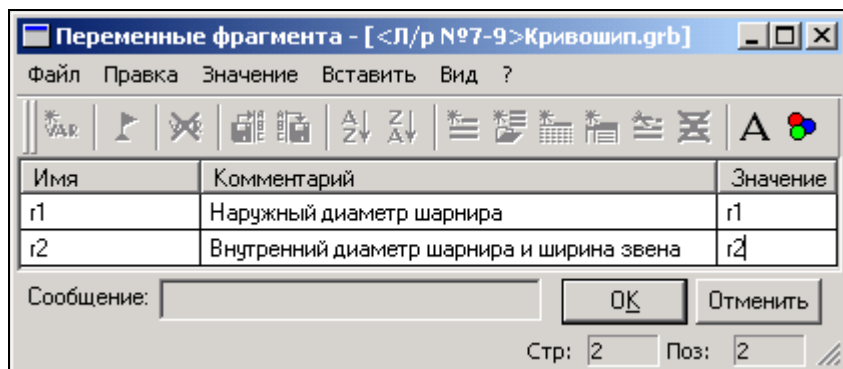 Переменные фрагмента - [<Л/р №7-9>Кривошип.grb]
Файл Правка Значение Вставить Вид ?
VAR A Z Z A A
Имя Комментарий Значение
r1 Наружный диаметр шарнира r1
r2 Внутренний диаметр шарнира и ширина звена r2
Сообщение: OK Отменить
Стр: 2 Поз: 2